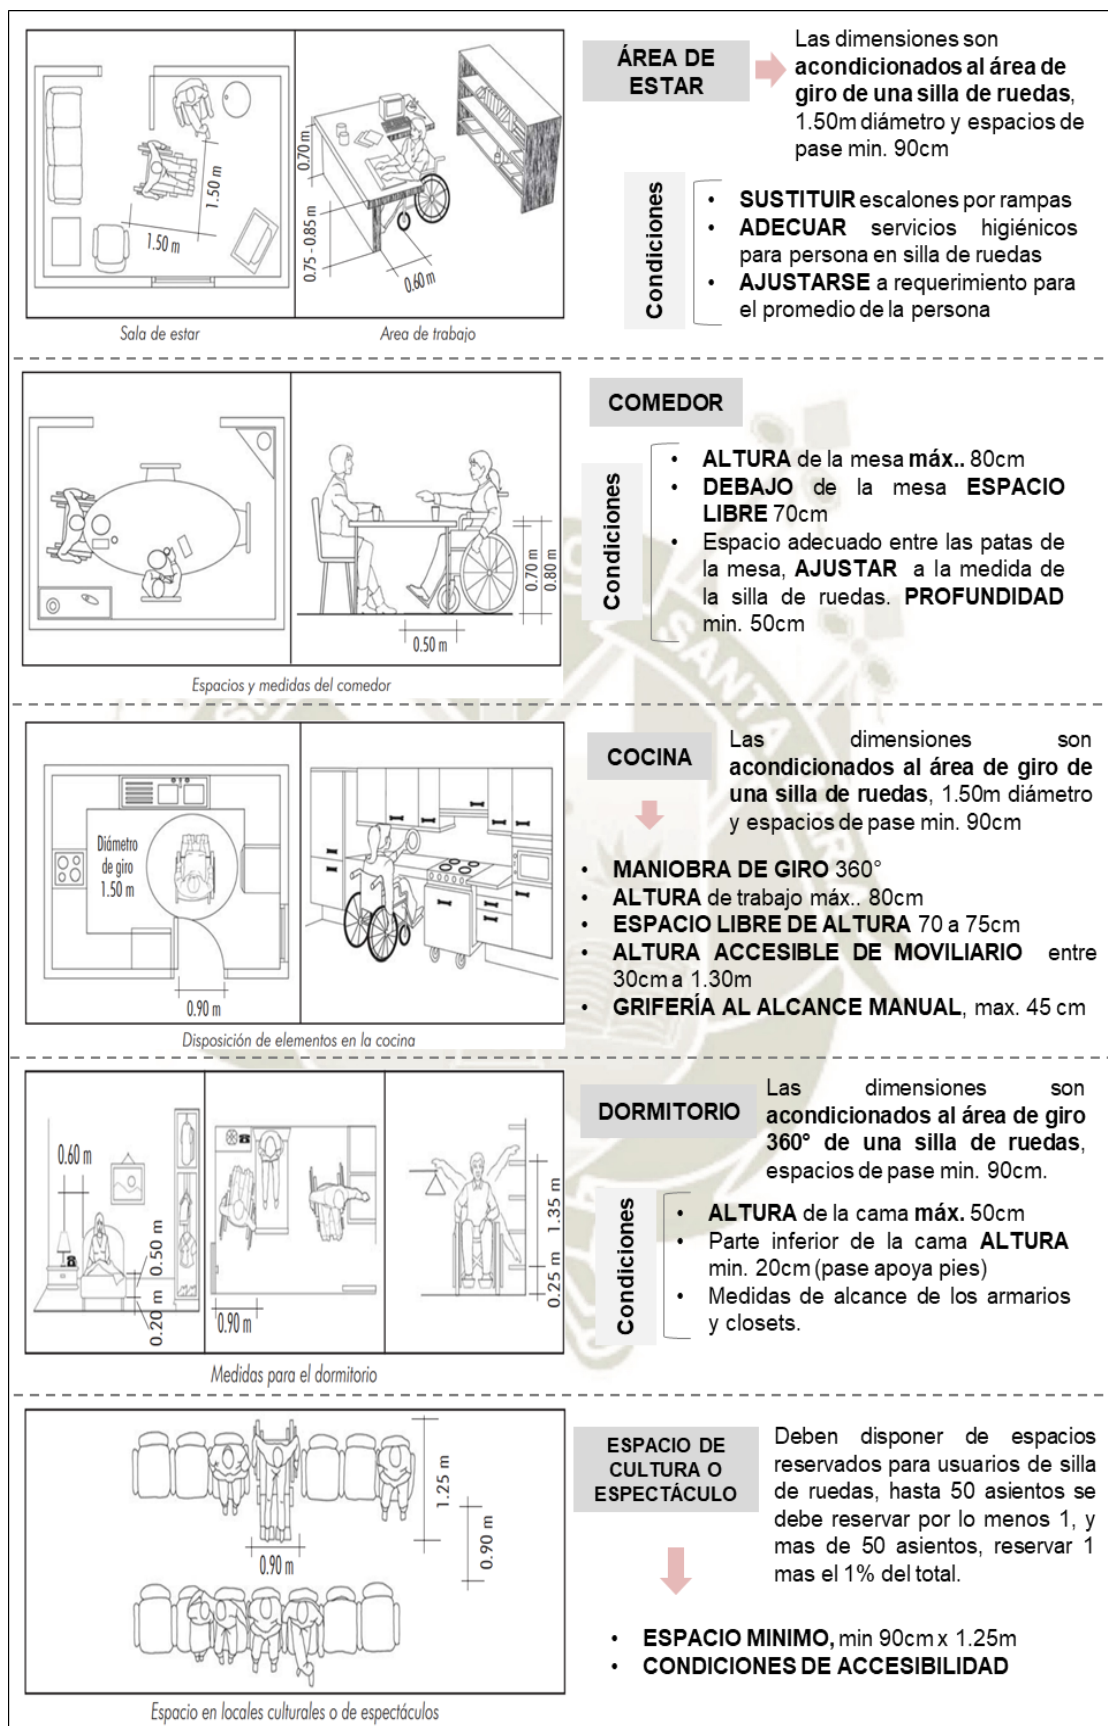 ÁREA DE
ESTAR
Las dimensiones son
acondicionados al área de
giro de una silla de ruedas,
1.50m diámetro y espacios de
pase min. 90cm
Condiciones
• SUSTITUIR escalones por rampas
• ADECUAR servicios higiénicos
para persona en silla de ruedas
• AJUSTARSE a requerimiento para
el promedio de la persona
1.50 m
1.50 m
0.70 m
0.75 - 0.85 m
0.60 m
Sala de estar
Area de trabajo
COMEDOR
Condiciones
• ALTURA de la mesa máx.. 80cm
• DEBAJO de la mesa ESPACIO
LIBRE 70cm
• Espacio adecuado entre las patas de
la mesa, AJUSTAR a la medida de
la silla de ruedas. PROFUNDIDAD
min. 50cm
0.70 m
0.80 m
0.50 m
Espacios y medidas del comedor
SANTA
COCINA
Las dimensiones son
acondicionados al área de giro de
una silla de ruedas, 1.50m diámetro
y espacios de pase min. 90cm
• MANIOBRA DE GIRO 360°
• ALTURA de trabajo máx.. 80cm
• ESPACIO LIBRE DE ALTURA 70 a 75cm
• ALTURA ACCESIBLE DE MOVILIARIO entre
30cm a 1.30m
• GRIFERÍA AL ALCANCE MANUAL, max. 45 cm
Diámetro
de giro
1.50 m
0.90 m
Disposición de elementos en la cocina
DORMITORIO
Las dimensiones son
acondicionados al área de giro
360° de una silla de ruedas,
espacios de pase min. 90cm.
Condiciones
• ALTURA de la cama máx. 50cm
• Parte inferior de la cama ALTURA
min. 20cm (pase apoya pies)
• Medidas de alcance de los armarios
y closets.
0.60 m
0.50 m
0.20 m
0.90 m
1.35 m
0.25 m
Medidas para el dormitorio
ESPACIO DE
CULTURA O
ESPECTÁCULO
Deben disponer de espacios
reservados para usuarios de silla
de ruedas, hasta 50 asientos se
debe reservar por lo menos 1, y
mas de 50 asientos, reservar 1
mas el 1% del total.
• ESPACIO MINIMO, min 90cm x 1.25m
• CONDICIONES DE ACCESIBILIDAD
1.25 m
0.90 m
0.90 m
Espacio en locales culturales o de espectáculos